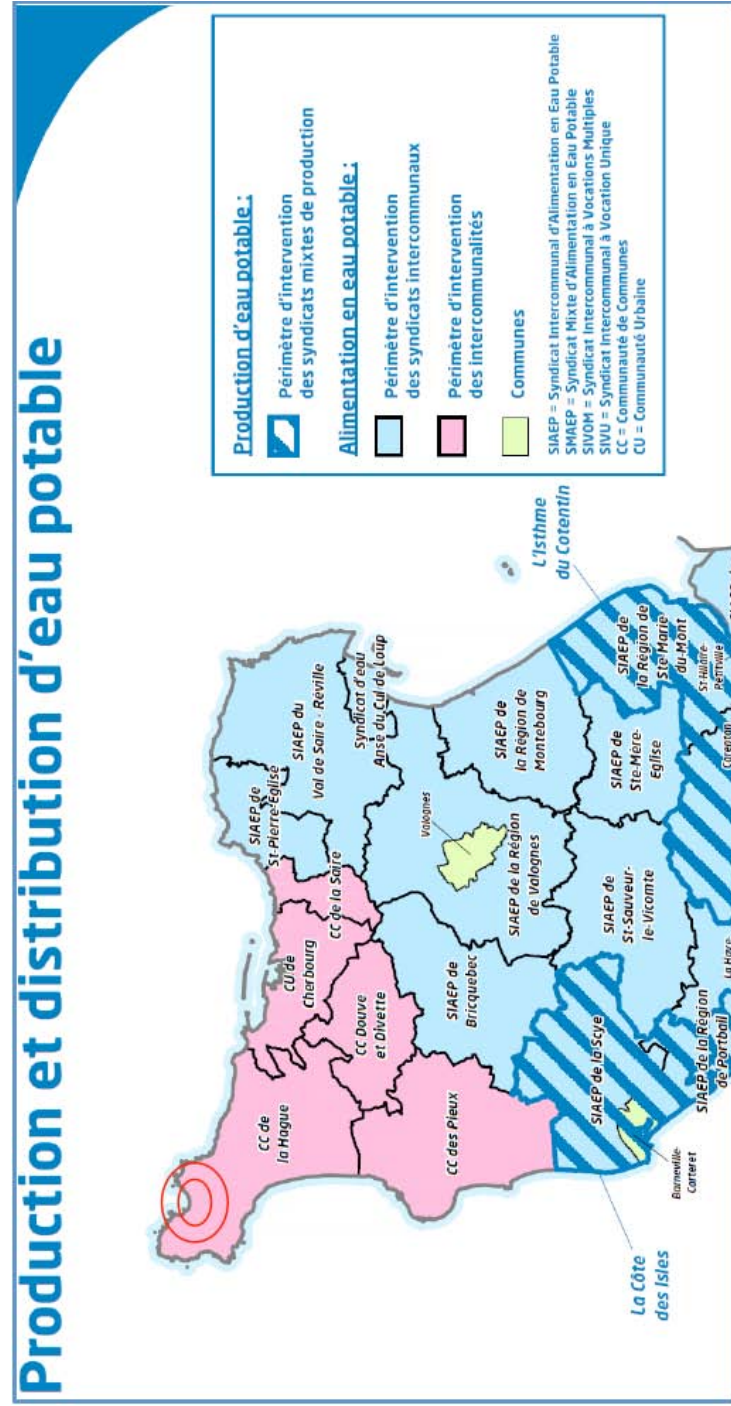 Production et distribution d'eau potable
Production d'eau potable :
Périmètre d'intervention
des syndicats mixtes de production
Alimentation en eau potable :
Périmètre d'intervention
des syndicats intercommunaux
Périmètre d'intervention
des intercommunalités
Communes
SIAEP = Syndicat Intercommunal d'Alimentation en Eau Potable
SMAEP = Syndicat Mixte d'Alimentation en Eau Potable
SIVOM = Syndicat Intercommunal à Vocations Multiples
SIVU = Syndicat Intercommunal à Vocation Unique
CC = Communauté de Communes
CU = Communauté Urbaine
CC de
la Hague
CU de
Cherbourg
CC de la Saire
SIAEP de
St-Pierre-Eglise
SIAEP du
Val de Saire - Réville
Syndicat d'eau
Anse du Cul de Loup
CC Douve
et Divette
CC des Pieux
SIAEP de
Bricquebec
Valognes
SIAEP de la Région
de Valognes
SIAEP de
la Région de
Montebourg
L'Isthme
du Cotentin
SIAEP de la Scye
SIAEP de
St-Sauveur-
le-Vicomte
SIAEP de
Ste-Mère-
Eglise
SIAEP de
la Région de
Ste-Marie
du-Mont
St-Hilaire-
Petitville
Carentan
La Côte
des Isles
Barneville-
Carteret
SIAEP de la Région
de Portbail
La Haye-